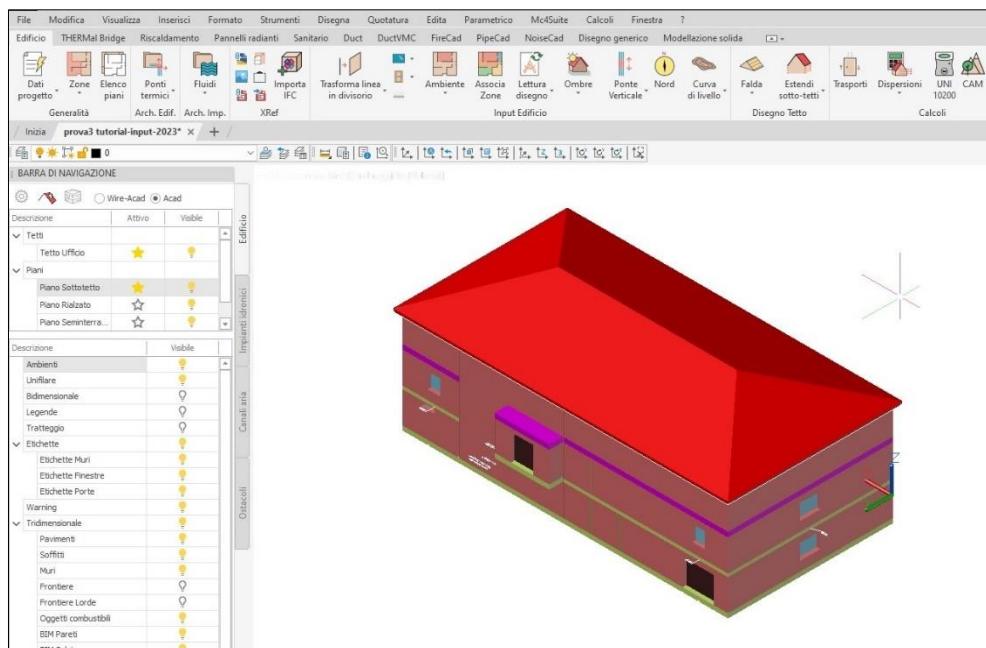 File Modifica Visualizza Inserisci Formato Strumenti Disegna Quotatura Edita Parametrico Mc4Suite Calcoli Finestra ?
Edificio THERMal Bridge Riscaldamento Pannelli radianti Sanitario Duct DuctVMC FireCad PipeCad NoiseCad Disegno generico Modellazione solida
Dati progetto
Zone
Elenco piani
Ponti termici
Fluidi
Importa IFC
Trasforma linea in divisorio
Ambiente
Associa Zone
Lettura disegno
Ombre
Ponte Verticale
Nord
Curva di livello
Falda
Estendi sotto-tetti
Trasporti
Dispersioni
UNI 10200
CAM
Generalità Arch. Edif. Arch. Imp. XRef Input Edificio Disegno Tetto Calcoli
Inizia prova3 tutorial-input-2023* × +
0
BARRA DI NAVIGAZIONE
Wire-Acad Acad
Descrizione Attivo Visible
Tetti
Tetto Ufficio
Piani
Piano Sottotetto
Piano Rialzato
Piano Seminterra...
Descrizione Visibile
Ambienti
Unifilare
Bidimensionale
Legende
Tratteggio
Etichette
Etichette Muri
Etichette Finestre
Etichette Porte
Warning
Tridimensionale
Pavimenti
Soffitti
Muri
Frontiere
Frontiere Lorde
Oggetti combustibili
BIM Pareti
Edificio
Impianti idronici
Canali aria
Ostacoli
Z